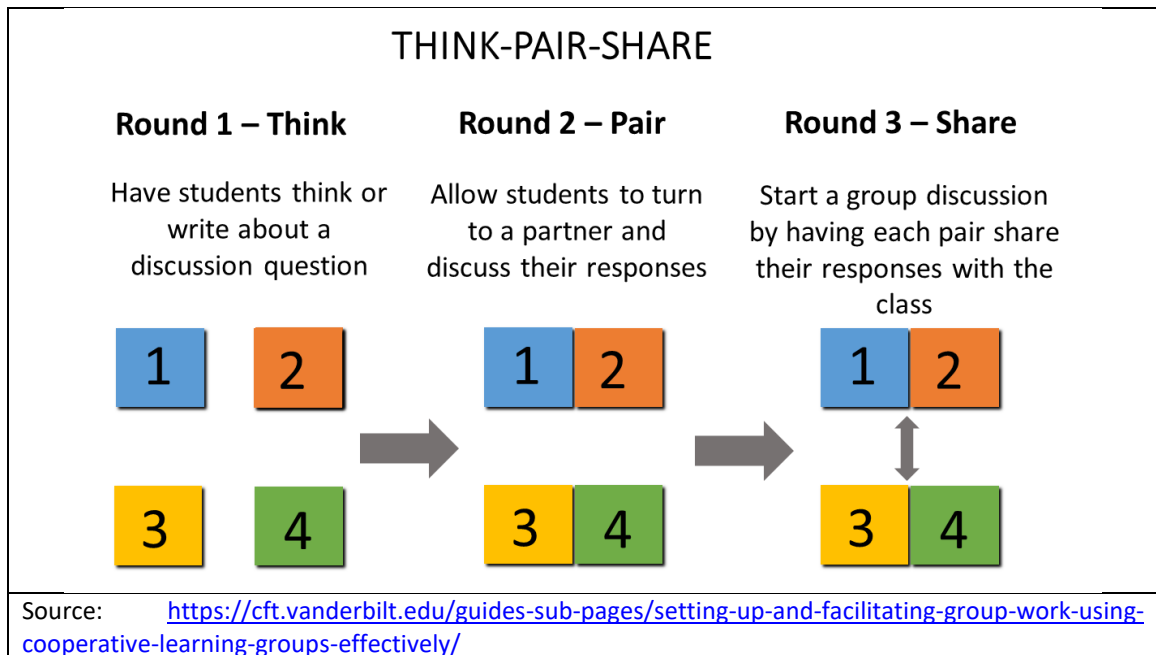 THINK-PAIR-SHARE
Round 1 – Think
Have students think or
write about a
discussion question
Round 2 – Pair
Allow students to turn
to a partner and
discuss their responses
Round 3 – Share
Start a group discussion
by having each pair share
their responses with the
class
1 2
3 4
1 2
3 4
1 2
3 4
Source: https://cft.vanderbilt.edu/guides-sub-pages/setting-up-and-facilitating-group-work-using-
cooperative-learning-groups-effectively/